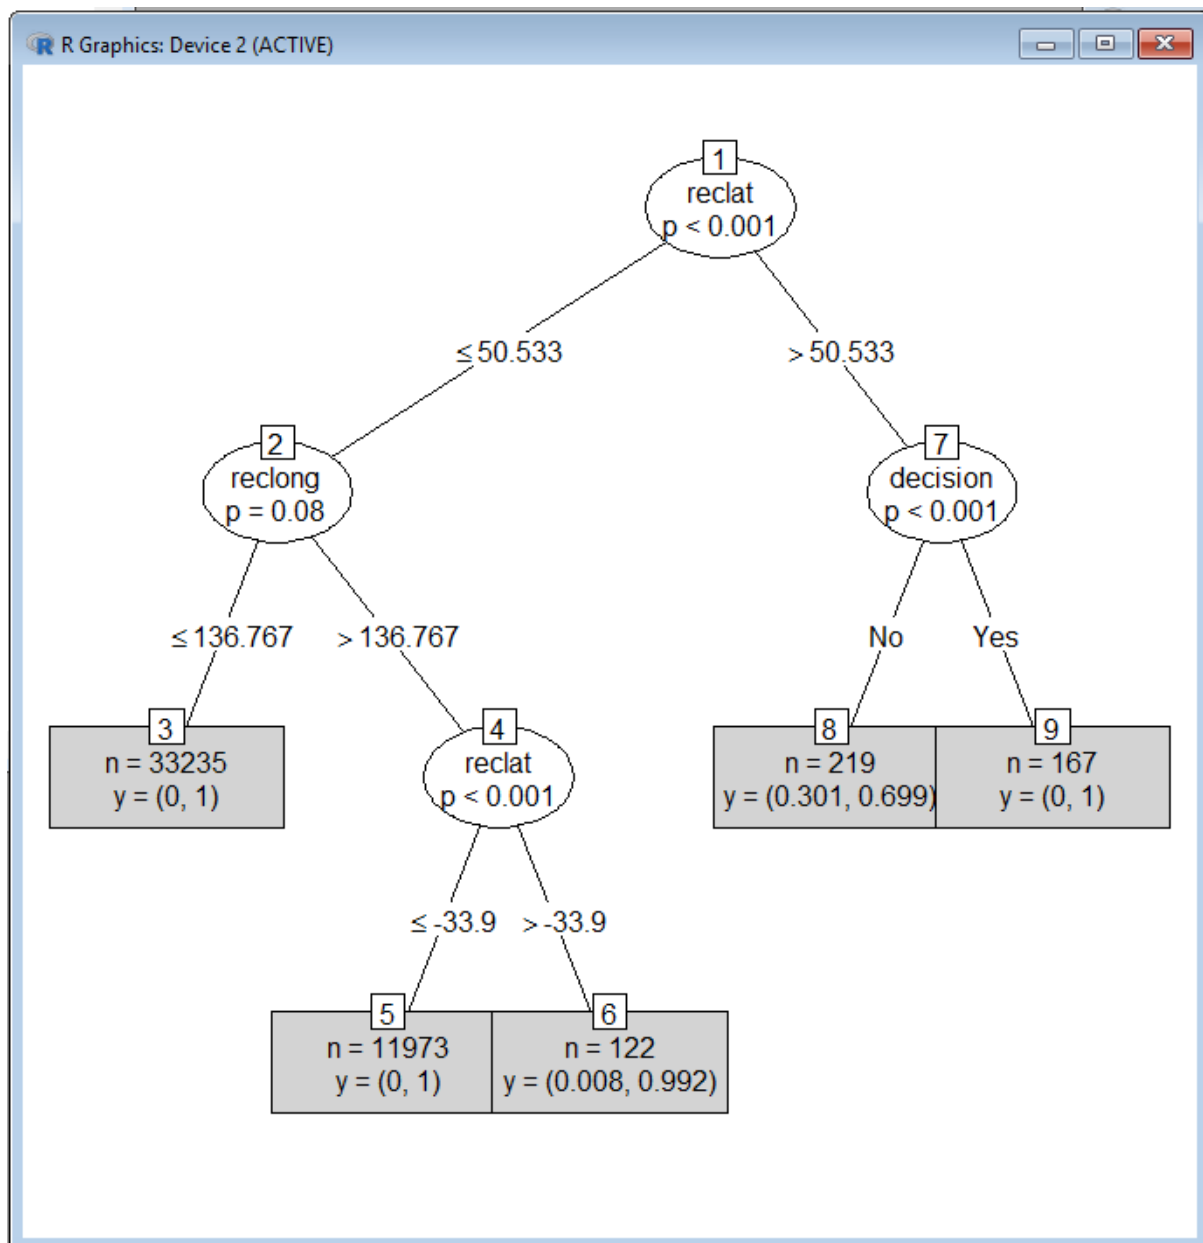 R Graphics: Device 2 (ACTIVE)
1
reclat
p < 0.001
≤ 50.533
> 50.533
2
reclong
p = 0.08
7
decision
p < 0.001
≤ 136.767
> 136.767
No
Yes
3
n = 33235
y = (0, 1)
4
reclat
p < 0.001
8
n = 219
y = (0.301, 0.699)
9
n = 167
y = (0, 1)
≤ -33.9
> -33.9
5
n = 11973
y = (0, 1)
6
n = 122
y = (0.008, 0.992)